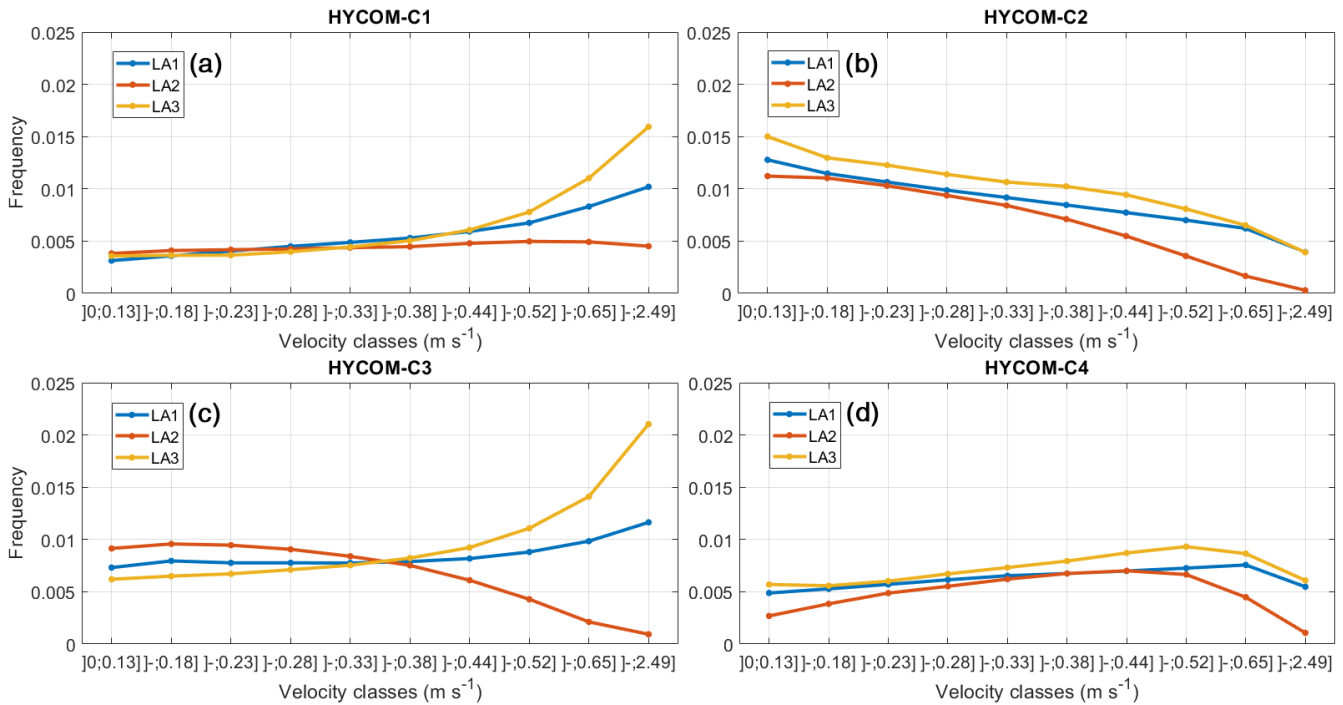 HYCOM-C1
(a)
LA1
LA2
LA3
Frequency
0.025
0.02
0.015
0.01
0.005
0
]0;0.13] ]-;0.18] ]-;0.23] ]-;0.28] ]-;0.33] ]-;0.38] ]-;0.44] ]-;0.52] ]-;0.65] ]-;2.49]
Velocity classes (m s-1)
HYCOM-C2
(b)
LA1
LA2
LA3
0.025
0.02
0.015
0.01
0.005
0
]0;0.13] ]-;0.18] ]-;0.23] ]-;0.28] ]-;0.33] ]-;0.38] ]-;0.44] ]-;0.52] ]-;0.65] ]-;2.49]
Velocity classes (m s-1)
HYCOM-C3
(c)
LA1
LA2
LA3
Frequency
0.025
0.02
0.015
0.01
0.005
0
]0;0.13] ]-;0.18] ]-;0.23] ]-;0.28] ]-;0.33] ]-;0.38] ]-;0.44] ]-;0.52] ]-;0.65] ]-;2.49]
Velocity classes (m s-1)
HYCOM-C4
(d)
LA1
LA2
LA3
0.025
0.02
0.015
0.01
0.005
0
]0;0.13] ]-;0.18] ]-;0.23] ]-;0.28] ]-;0.33] ]-;0.38] ]-;0.44] ]-;0.52] ]-;0.65] ]-;2.49]
Velocity classes (m s-1)